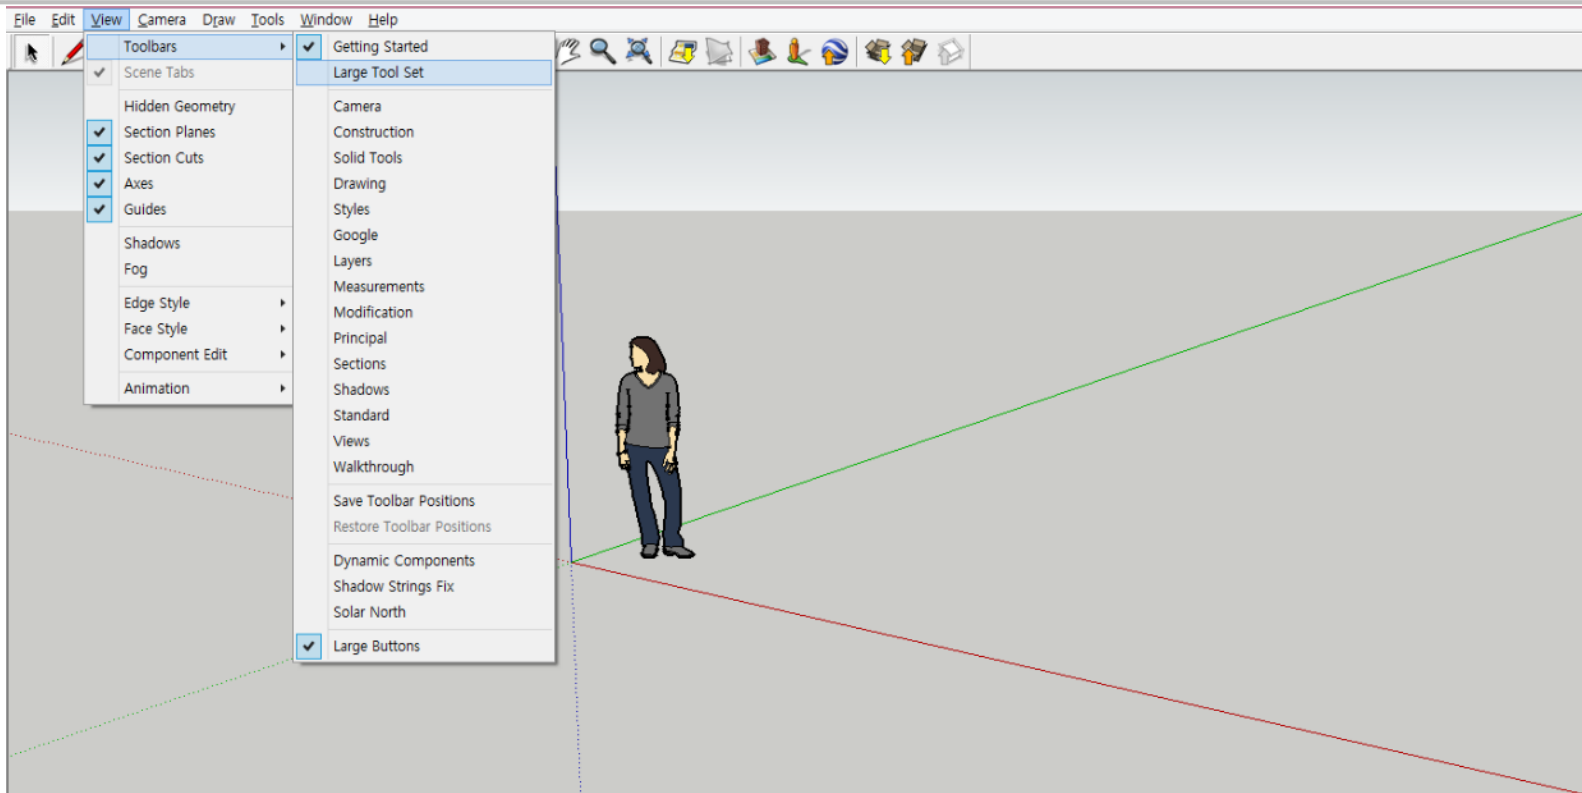 File Edit View Camera Draw Tools Window Help
Toolbars
Scene Tabs
Hidden Geometry
Section Planes
Section Cuts
Axes
Guides
Shadows
Fog
Edge Style
Face Style
Component Edit
Animation
Getting Started
Large Tool Set
Camera
Construction
Solid Tools
Drawing
Styles
Google
Layers
Measurements
Modification
Principal
Sections
Shadows
Standard
Views
Walkthrough
Save Toolbar Positions
Restore Toolbar Positions
Dynamic Components
Shadow Strings Fix
Solar North
Large Buttons